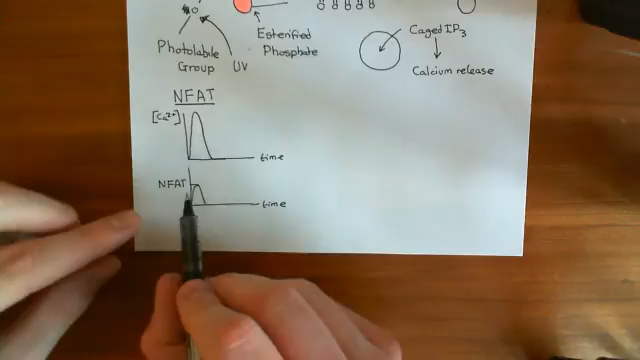 Photolabile
Group
UV
Esterified
Phosphate
Caged IP3
Calcium release
NFAT
[Ca2+]
time
NFAT
time